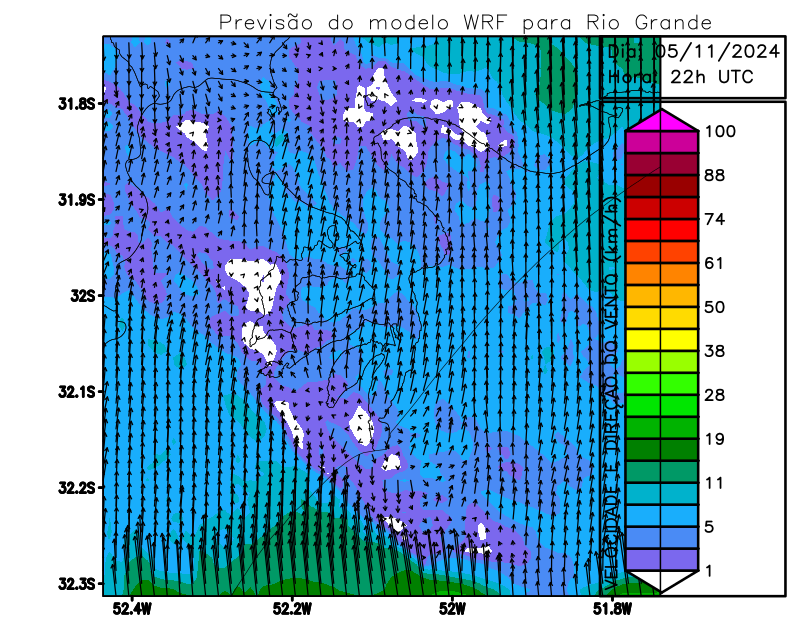 Previsão do modelo WRF para Rio Grande
Dia: 05/11/2024
Hora: 22h UTC
31.8S
31.9S
32S
32.1S
32.2S
32.3S
52.4W
52.2W
52W
51.8W
VELOCIDADE E DIREÇÃO DO VENTO (km/h)
100
88
74
61
50
38
28
19
11
5
1